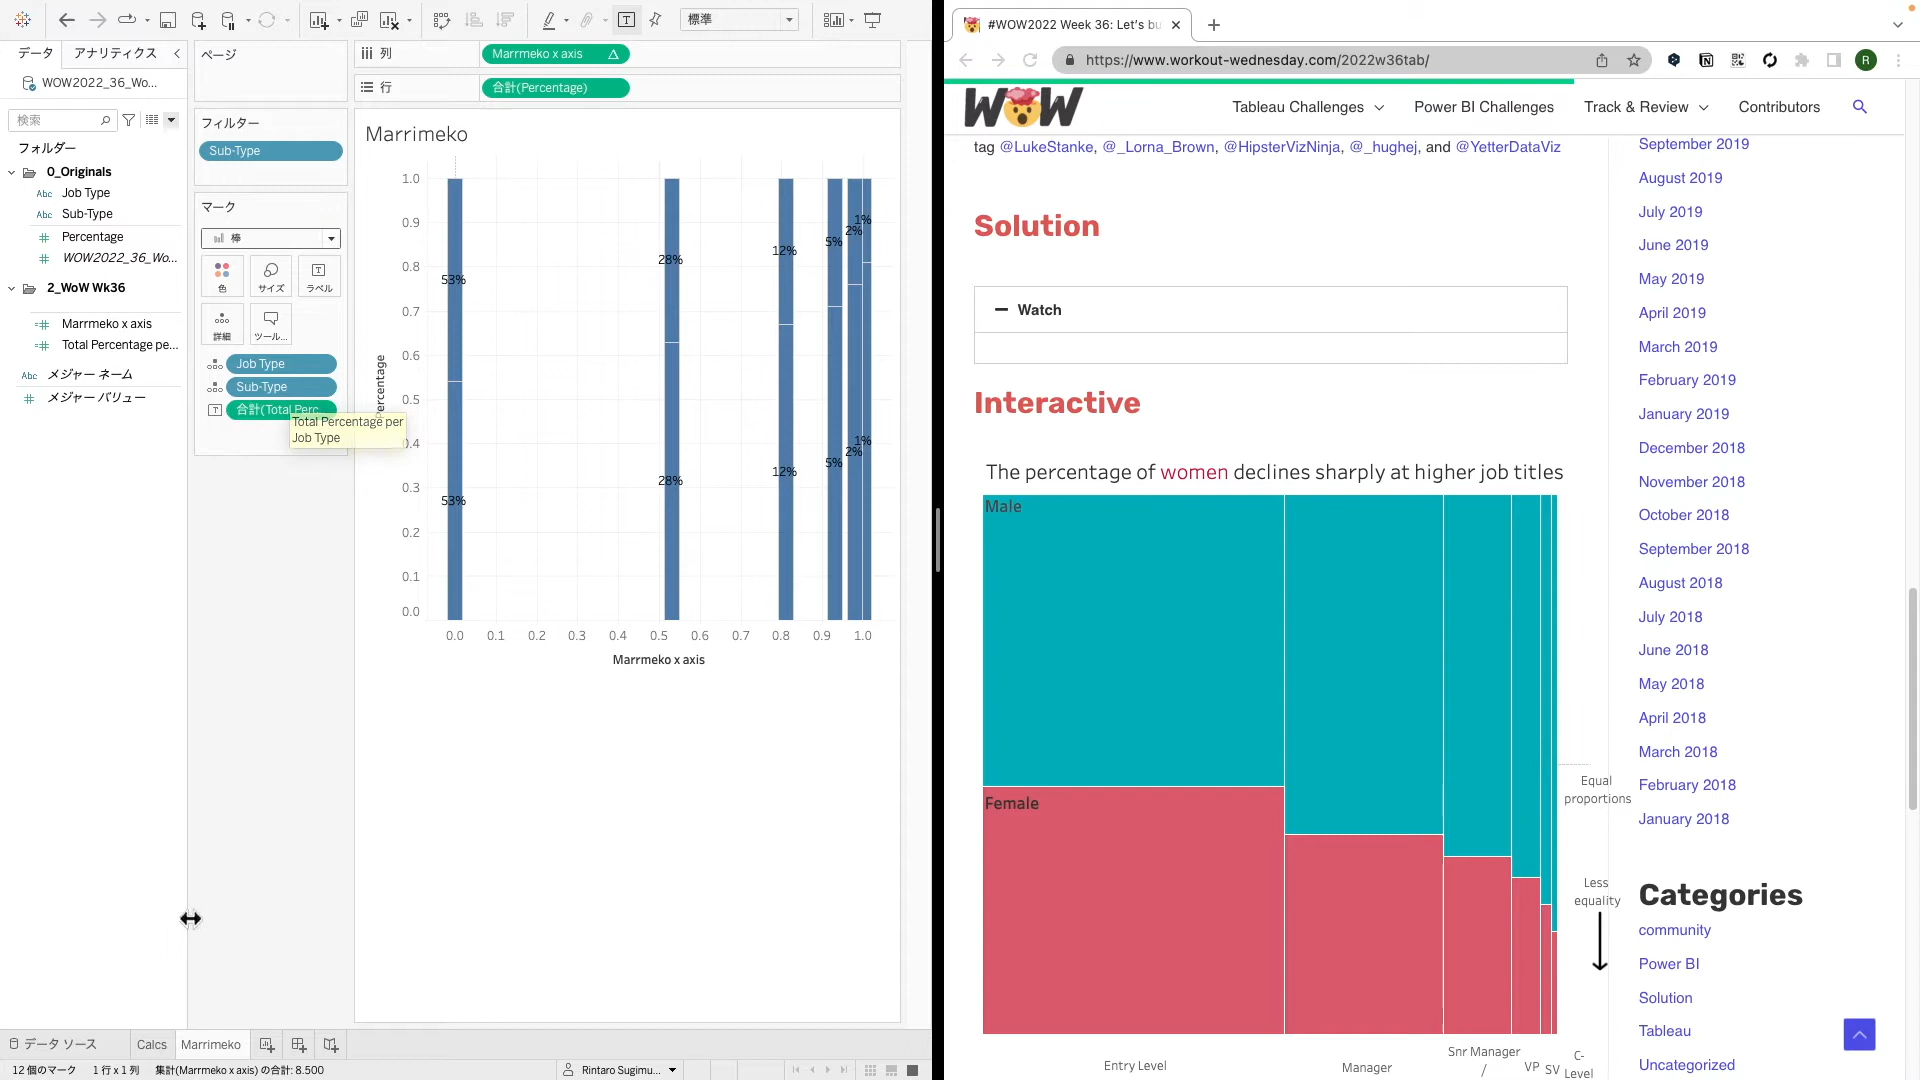 標準
データ
アナリティクス
WOW2022_36_Wo...
検索
フォルダー
0_Originals
Abc Job Type
Abc Sub-Type
Percentage
WOW2022_36_Wo...
2_WoW Wk36
Marrmeko x axis
Total Percentage pe...
Abc メジャー ネーム
メジャー バリュー
ページ
フィルター
Sub-Type
マーク
棒
色
サイズ
ラベル
詳細
ツール...
Job Type
Sub-Type
合計(Total Perc
Total Percentage per
Job Type
列
Marrmeko x axis
行
合計(Percentage)
Marrimeko
1.0
0.9
0.8
0.7
0.6
0.5
0.4
0.3
0.2
0.1
0.0
Percentage
53%
28%
12%
5%
2%
1%
53%
28%
12%
5%
2%
1%
0.0 0.1 0.2 0.3 0.4 0.5 0.6 0.7 0.8 0.9 1.0
Marrmeko x axis
データ ソース
Calcs
Marrimeko
12 個のマーク
1 行 x 1 列
集計(Marrmeko x axis) の合計: 8.500
Rintaro Sugimu...
#WOW2022 Week 36: Let's bu
https://www.workout-wednesday.com/2022w36tab/
R
WOW
Tableau Challenges
Power BI Challenges
Track & Review
Contributors
tag @LukeStanke, @_Lorna_Brown, @HipsterVizNinja, @_hughej, and @YetterDataViz
Solution
Watch
Interactive
The percentage of women declines sharply at higher job titles
Male
Female
Equal
proportions
Less
equality
Entry Level
Manager
Snr Manager
/
VP
SV
C-
Level
September 2019
August 2019
July 2019
June 2019
May 2019
April 2019
March 2019
February 2019
January 2019
December 2018
November 2018
October 2018
September 2018
August 2018
July 2018
June 2018
May 2018
April 2018
March 2018
February 2018
January 2018
Categories
community
Power BI
Solution
Tableau
Uncategorized